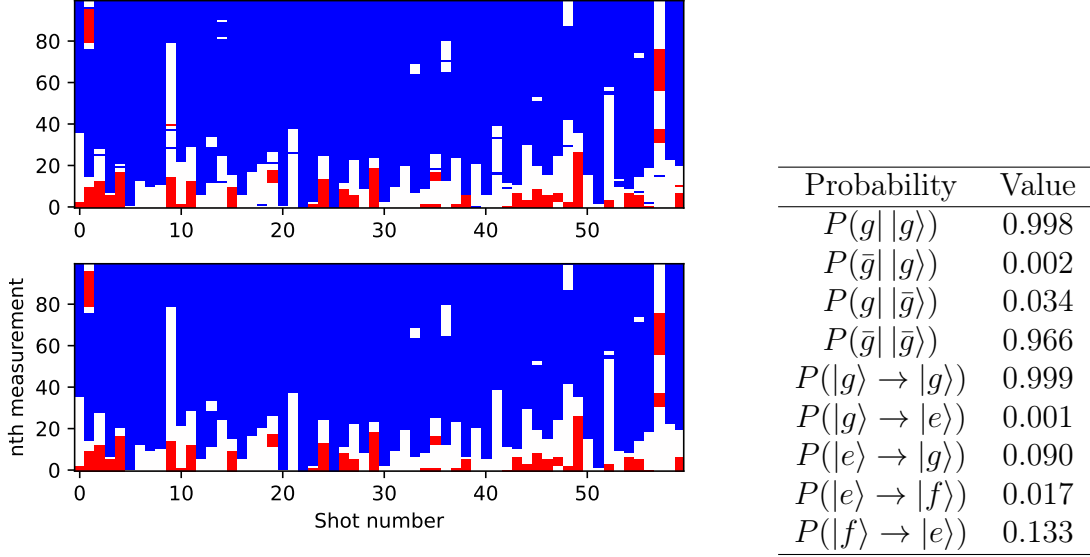 80
60
40
20
0
0 10 20 30 40 50
80
60
40
20
0
0 10 20 30 40 50
nth measurement
Shot number
Probability Value
P(g| |g⟩) 0.998
P(ḡ| |g⟩) 0.002
P(g| |ḡ⟩) 0.034
P(ḡ| |ḡ⟩) 0.966
P(|g⟩ → |g⟩) 0.999
P(|g⟩ → |e⟩) 0.001
P(|e⟩ → |g⟩) 0.090
P(|e⟩ → |f⟩) 0.017
P(|f⟩ → |e⟩) 0.133